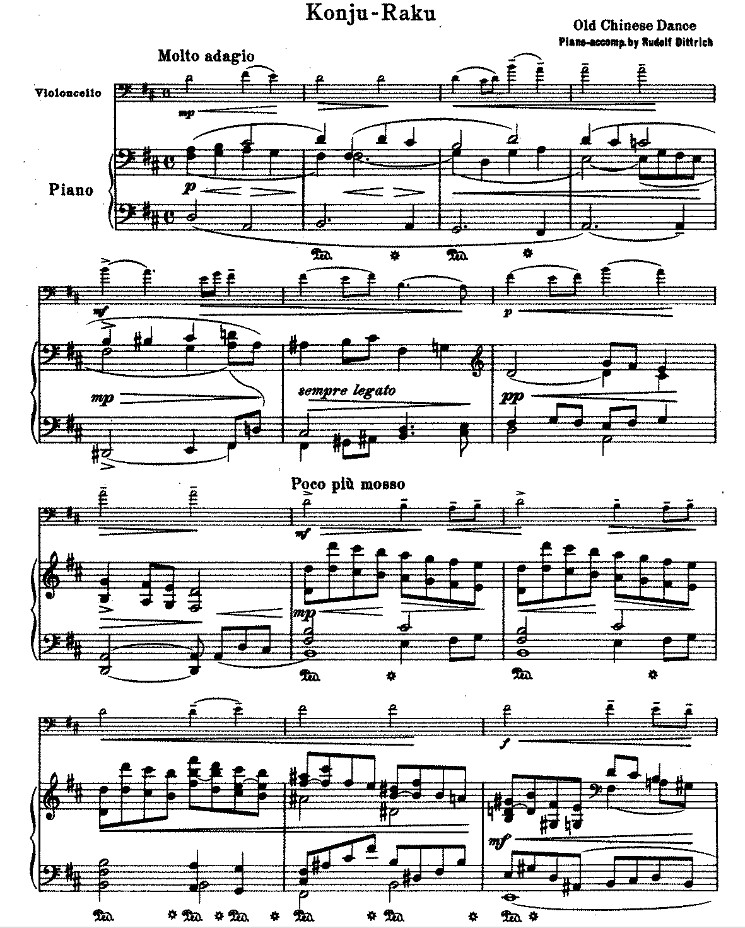 Konju-Raku
Old Chinese Dance
Piano-accomp. by Rudolf Dittrich
Molto adagio
Violoncello
mp
Piano
p
Ped. * Ped. *
mf
p
mp
sempre legato
pp
Poco più mosso
mf
mp
Ped. * Ped. *
f
mf
Ped. * Ped. * Ped. * Ped. * Ped. *